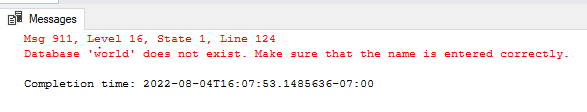 Messages
Msg 911, Level 16, State 1, Line 124
Database 'world' does not exist. Make sure that the name is entered correctly.
Completion time: 2022-08-04T16:07:53.1485636-07:00